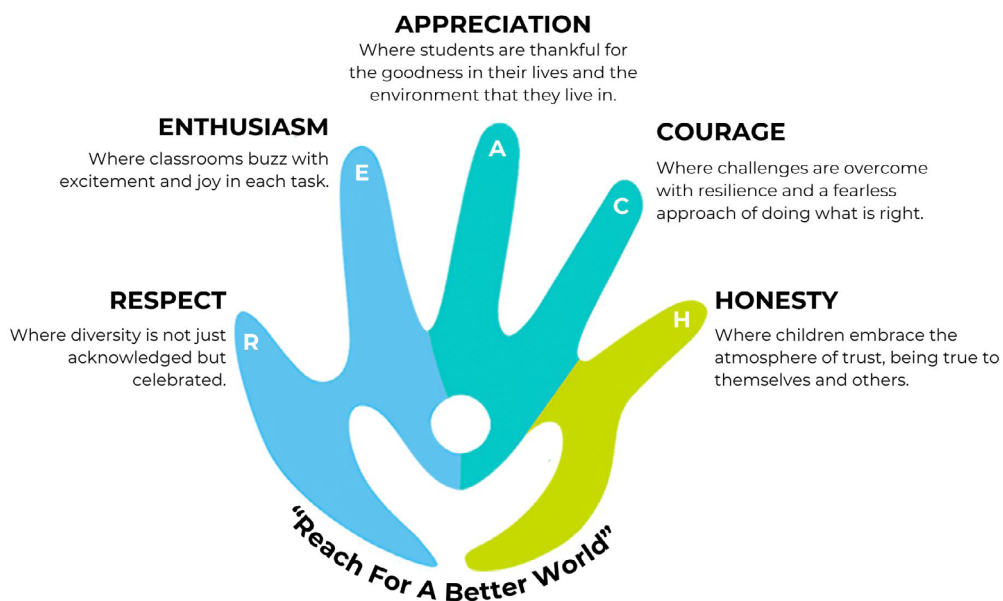 APPRECIATION
Where students are thankful for
the goodness in their lives and the
environment that they live in.
ENTHUSIASM
Where classrooms buzz with
excitement and joy in each task.
COURAGE
Where challenges are overcome
with resilience and a fearless
approach of doing what is right.
RESPECT
Where diversity is not just
acknowledged but
celebrated.
HONESTY
Where children embrace the
atmosphere of trust, being true to
themselves and others.
R
E
A
C
H
“Reach For A Better World”